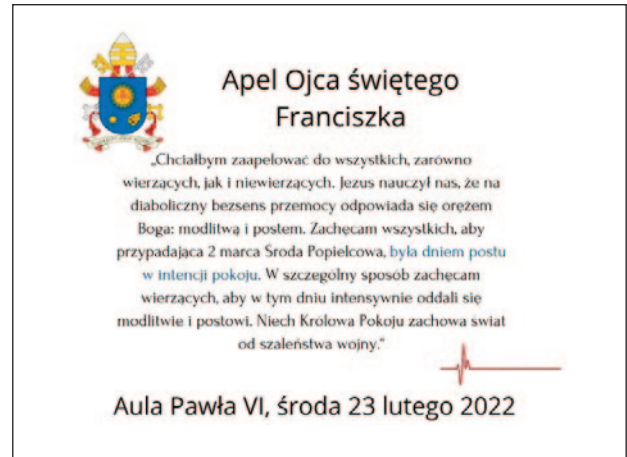 Apel Ojca świętego
Franciszka
„Chciałbym zaapelować do wszystkich, zarówno
wierzących, jak i niewierzących. Jezus nauczył nas, że na
diaboliczny bezsens przemocy odpowiada się orężem
Boga: modlitwą i postem. Zachęcam wszystkich, aby
przypadająca 2 marca Środa Popielcowa, była dniem postu
w intencji pokoju. W szczególny sposób zachęcam
wierzących, aby w tym dniu intensywnie oddali się
modlitwie i postowi. Niech Królowa Pokoju zachowa świat
od szaleństwa wojny.“
Aula Pawła VI, środa 23 lutego 2022